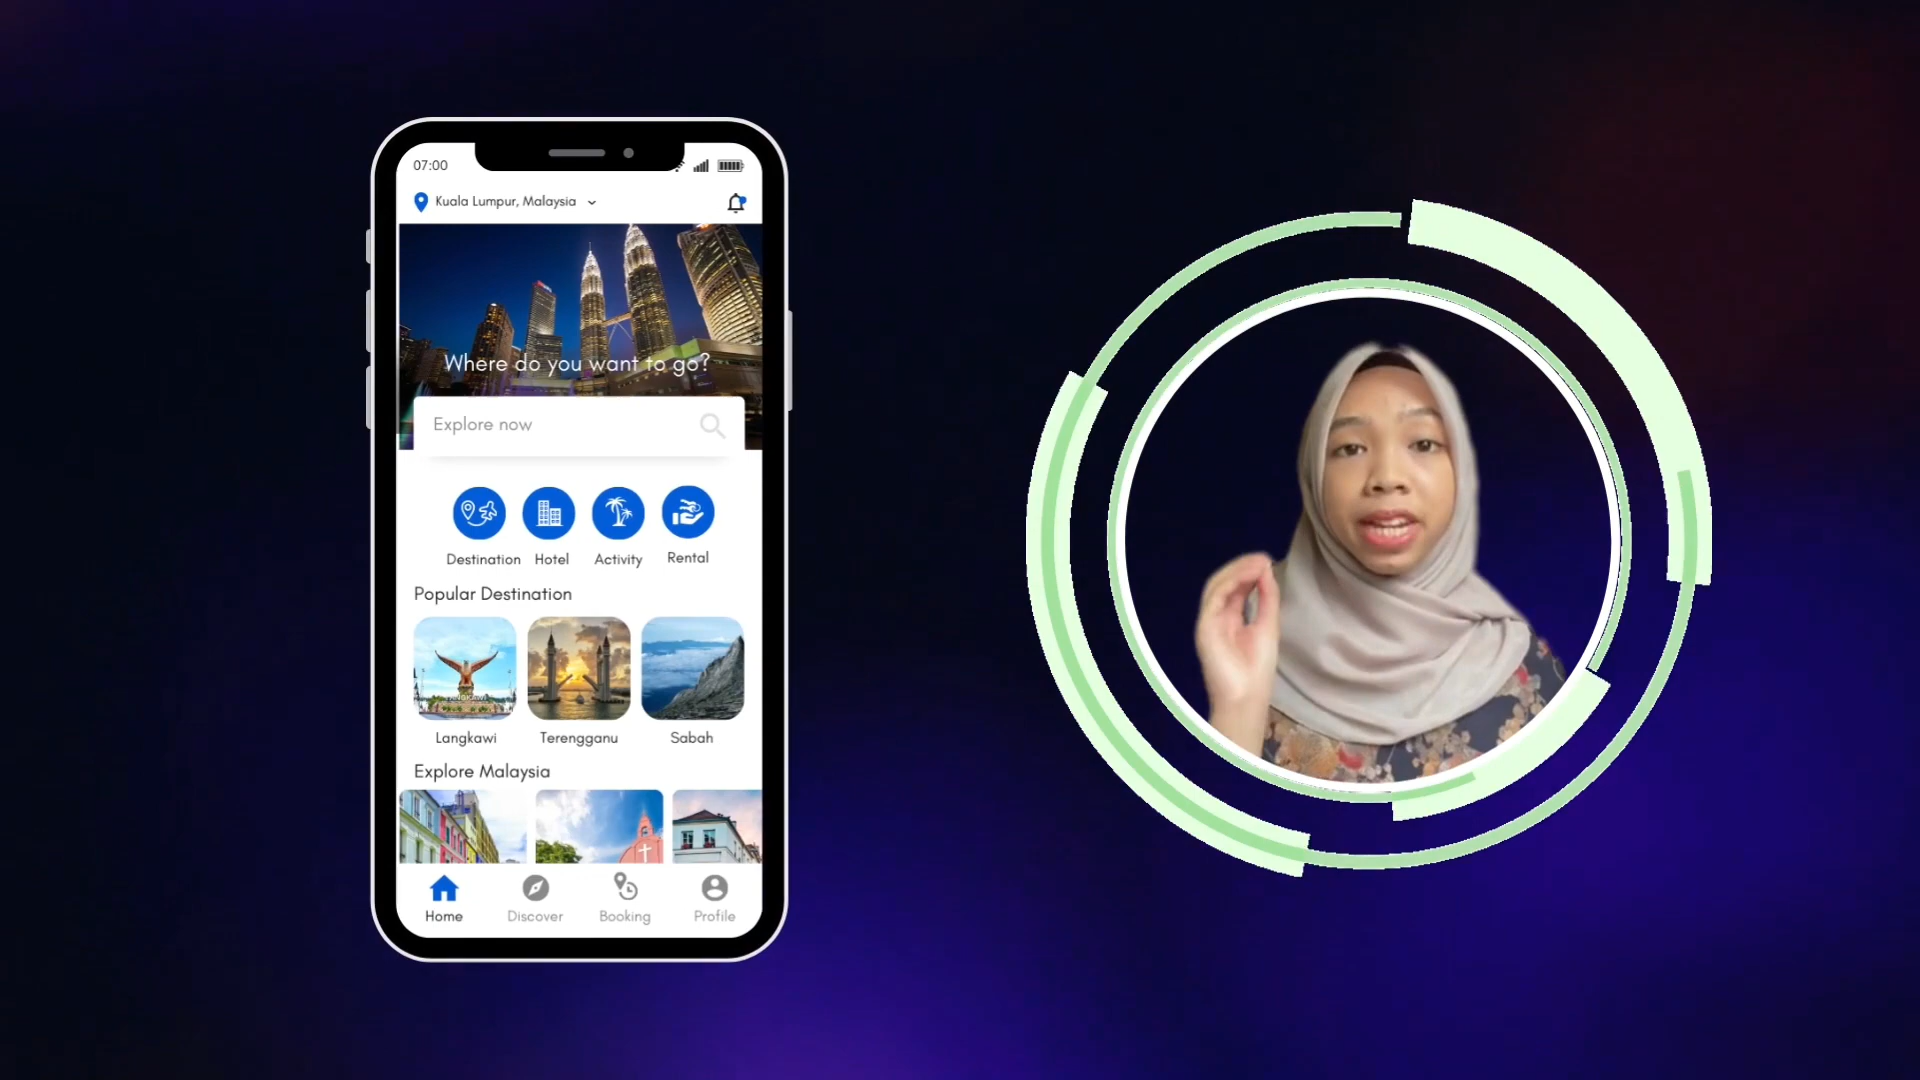 07:00
Kuala Lumpur, Malaysia
Where do you want to go?
Explore now
Destination Hotel Activity Rental
Popular Destination
Langkawi Terengganu Sabah
Explore Malaysia
Home Discover Booking Profile